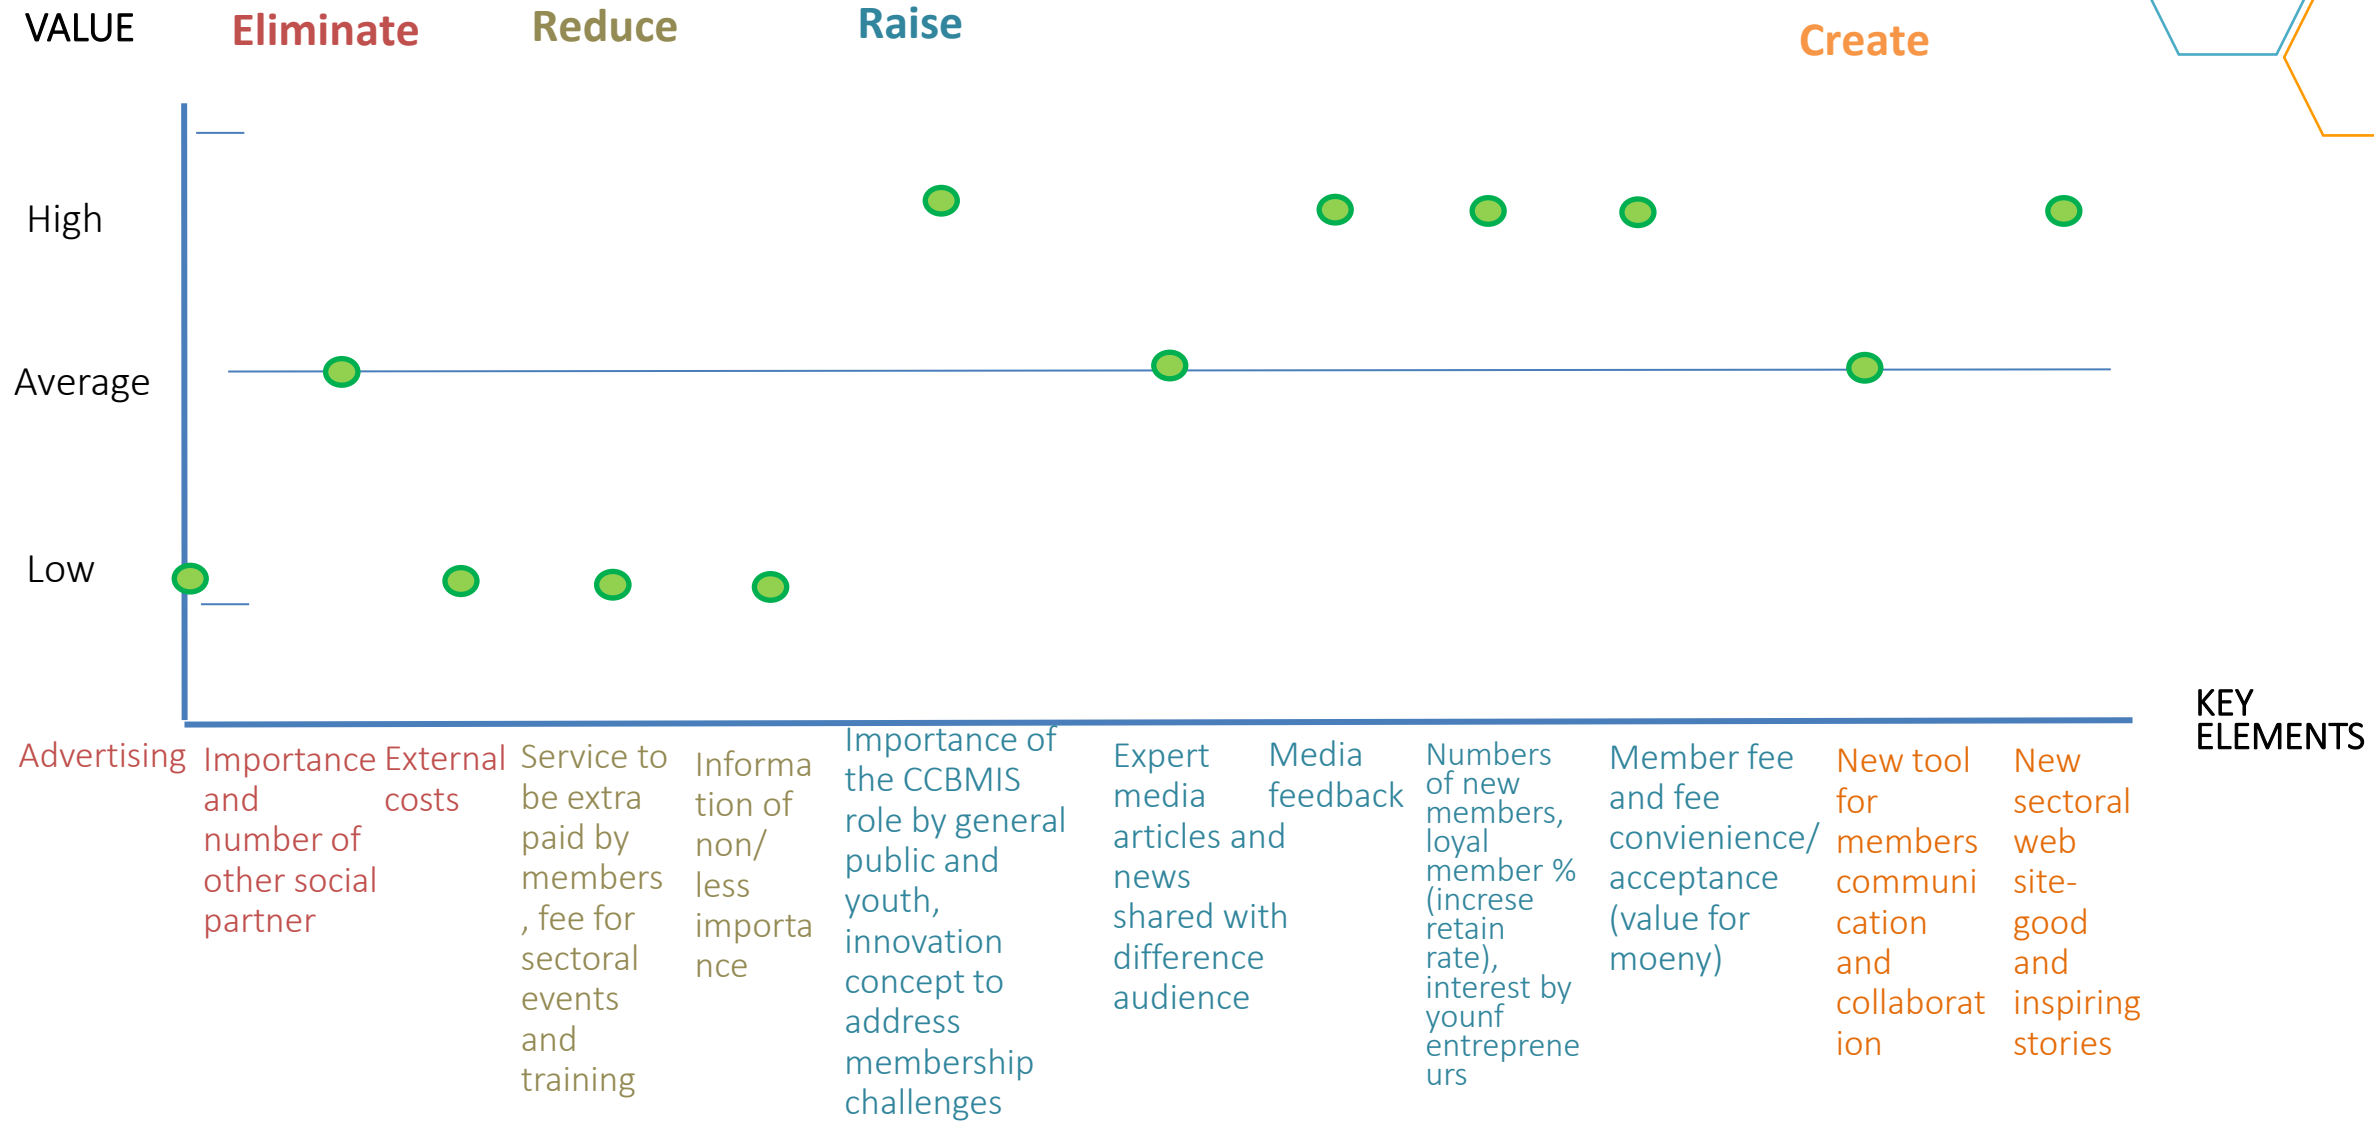 VALUE
Eliminate
Reduce
Raise
Create
High
Average
Low
KEY
ELEMENTS
Advertising
Importance
and
number of
other social
partner
External
costs
Service to
be extra
paid by
members
, fee for
sectoral
events
and
training
Informa
tion of
non/
less
importa
nce
Importance of
the CCBMIS
role by general
public and
youth,
innovation
concept to
address
membership
challenges
Expert
media
articles and
news
shared with
difference
audience
Media
feedback
Numbers
of new
members,
loyal
member %
(increse
retain
rate),
interest by
younf
entreprene
urs
Member fee
and fee
convienience/
acceptance
(value for
moeny)
New tool
for
members
communi
cation
and
collaborat
ion
New
sectoral
web
site-
good
and
inspiring
stories